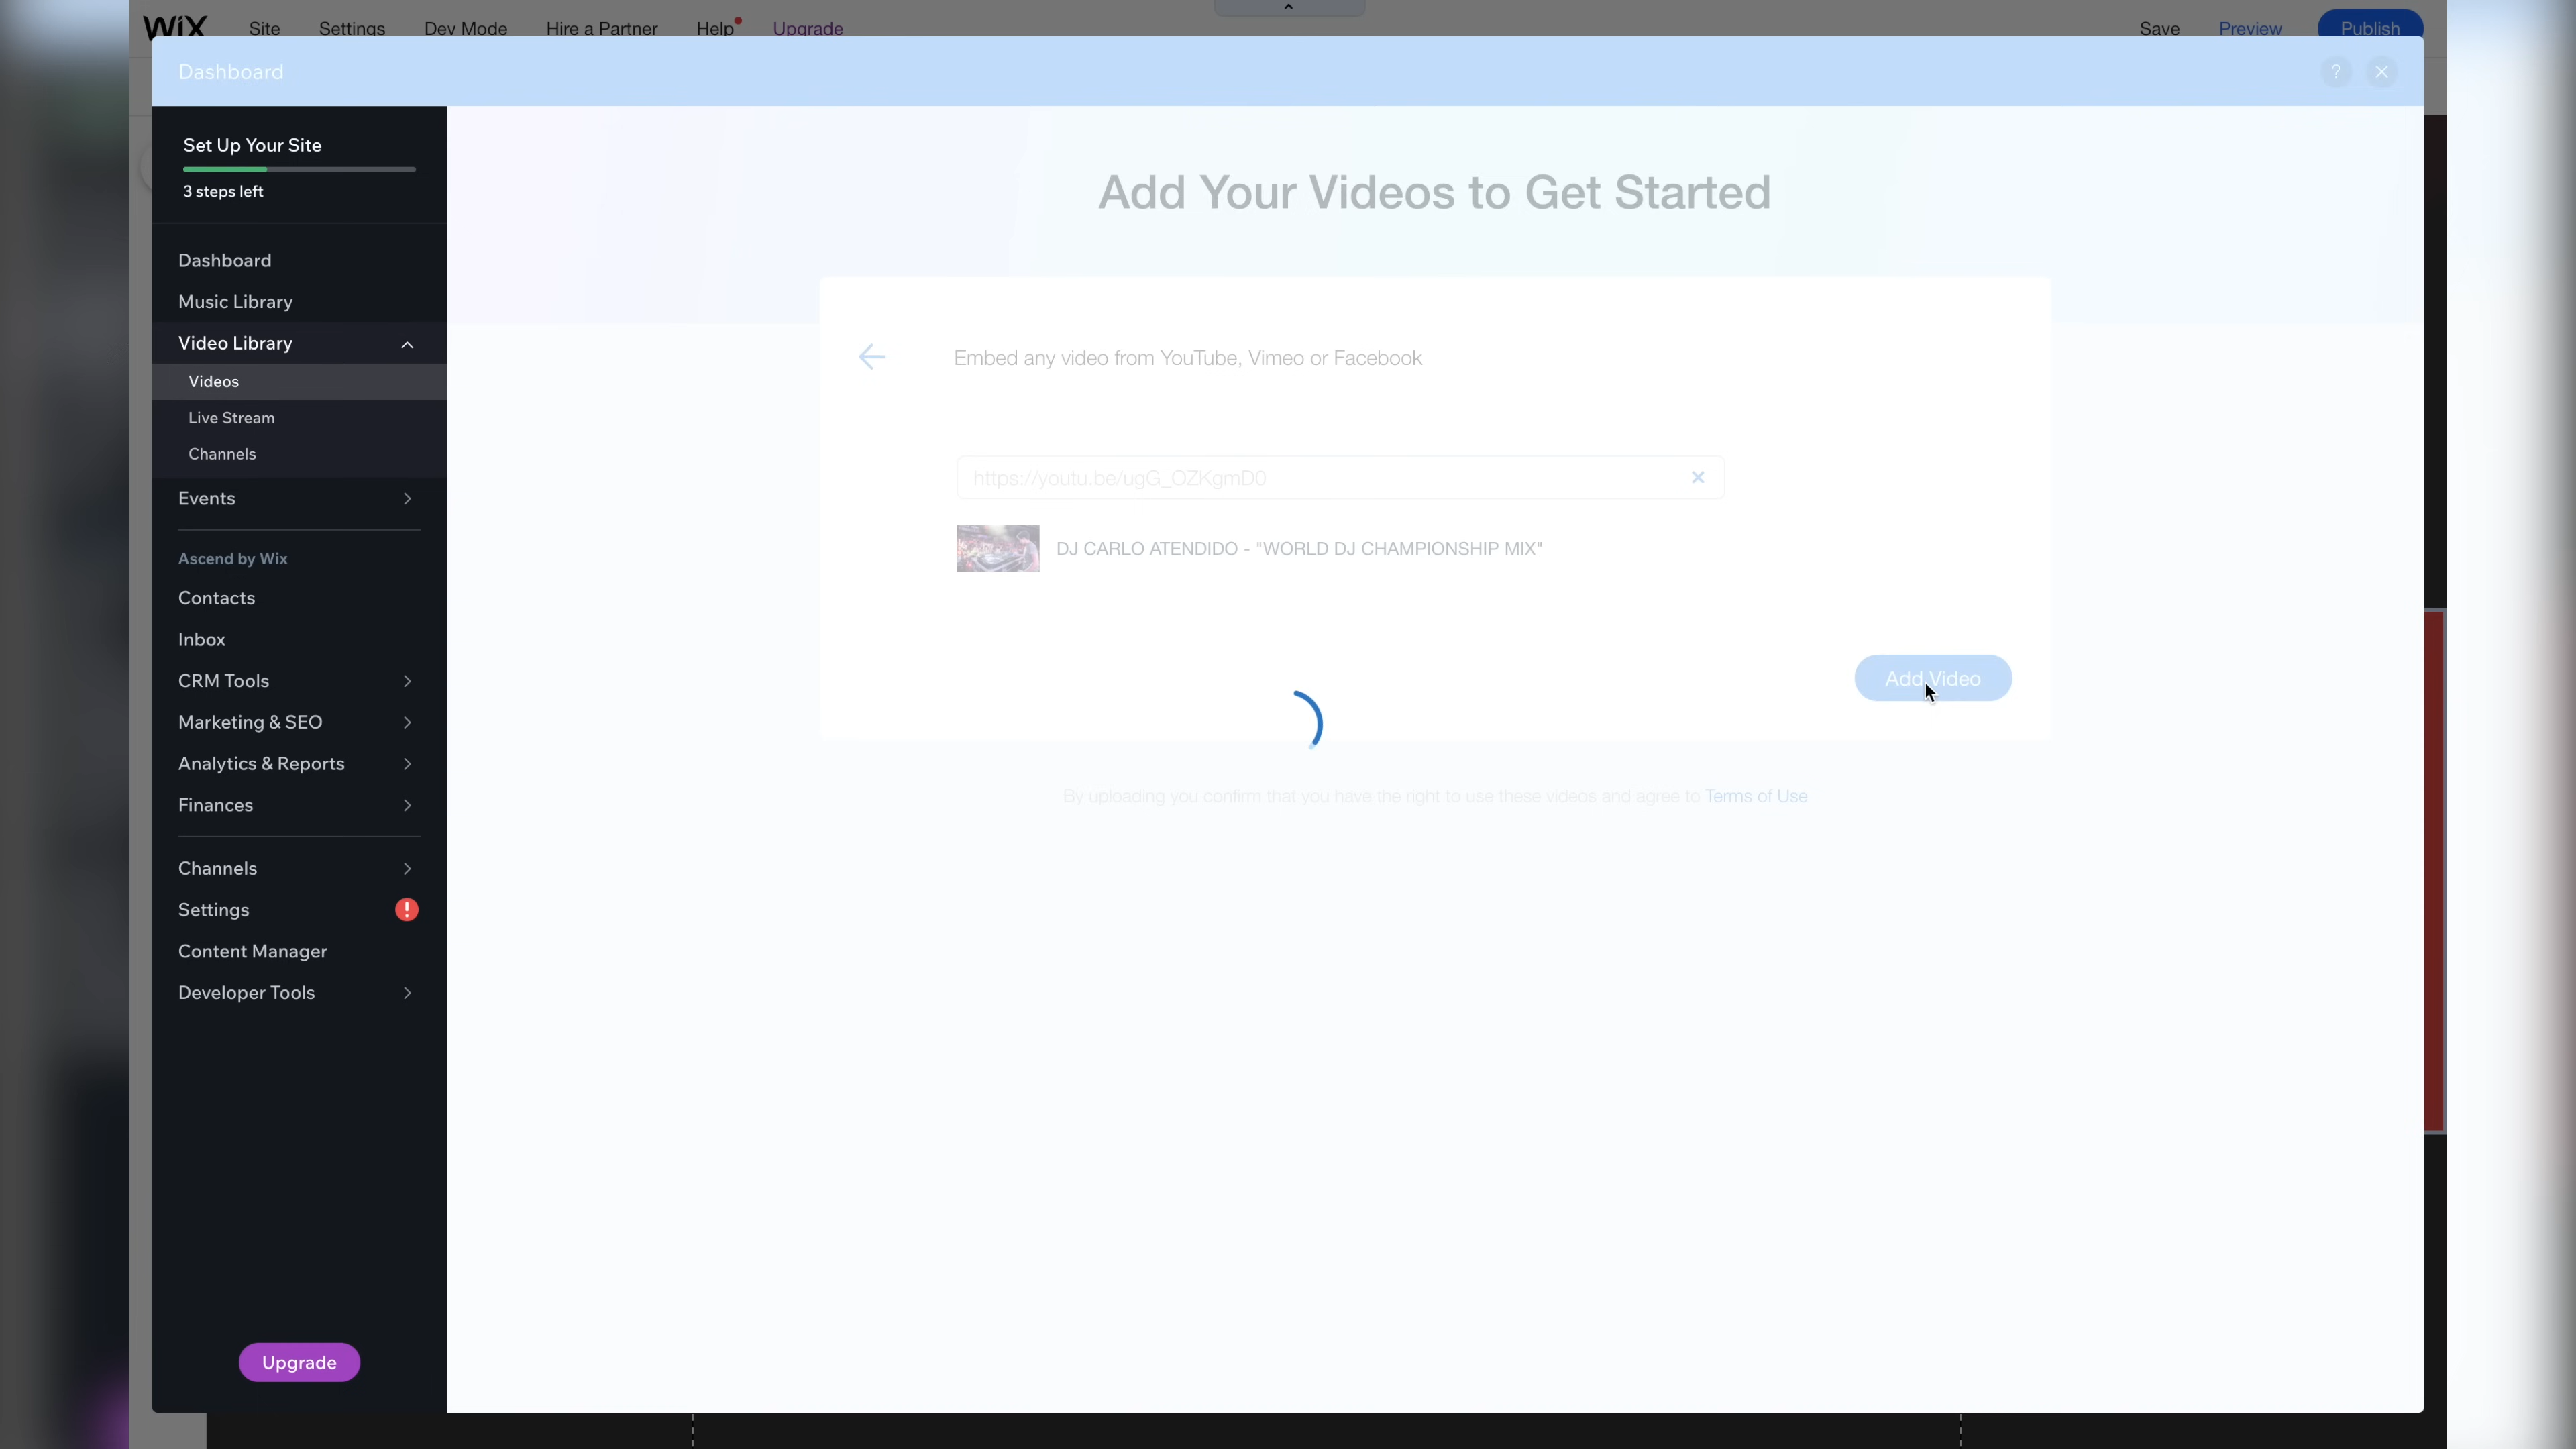 WiX Site Settings Dev Mode Hire a Partner Help Upgrade Save Preview Publish
Dashboard ?
Set Up Your Site
3 steps left
Dashboard
Music Library
Video Library
Videos
Live Stream
Channels
Events
Ascend by Wix
Contacts
Inbox
CRM Tools
Marketing & SEO
Analytics & Reports
Finances
Channels
Settings !
Content Manager
Developer Tools
Upgrade
Add Your Videos to Get Started
Embed any video from YouTube, Vimeo or Facebook
https://youtu.be/ugG_OZKgmD0
DJ CARLO ATENDIDO - "WORLD DJ CHAMPIONSHIP MIX"
Add Video
By uploading you confirm that you have the right to use these videos and agree to Terms of Use